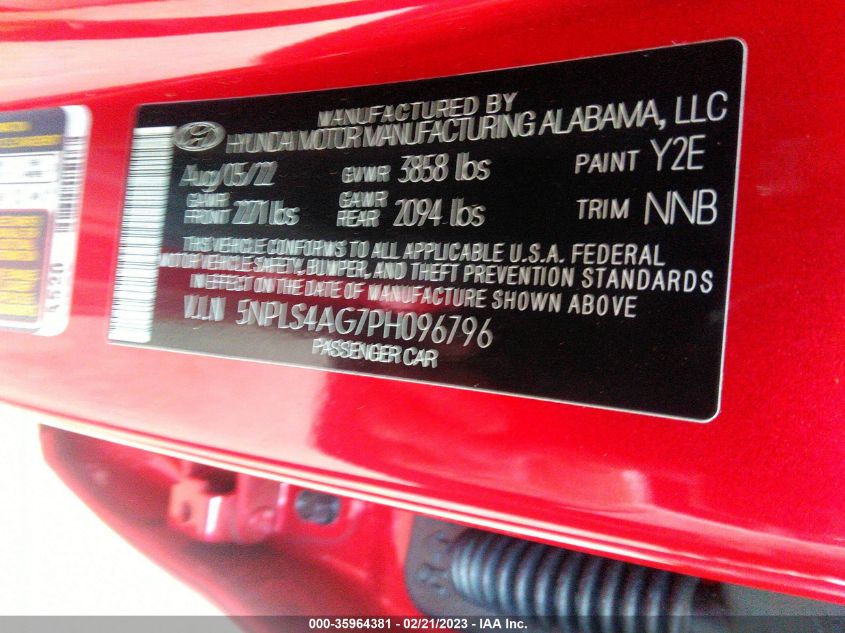 MANUFACTURED BY
HYUNDAI MOTOR MANUFACTURING ALABAMA, LLC
Aug/05/22 GVWR 3858 lbs PAINT Y2E
GAWR FRONT 2271 lbs GAWR REAR 2094 lbs TRIM NNB
THIS VEHICLE CONFORMS TO ALL APPLICABLE U.S.A. FEDERAL
MOTOR VEHICLE SAFETY, BUMPER, AND THEFT PREVENTION STANDARDS
IN EFFECT ON THE DATE OF MANUFACTURE SHOWN ABOVE
V.I.N 5NPLS4AG7PH096796
PASSENGER CAR
000-35964381 - 02/21/2023 - IAA Inc.